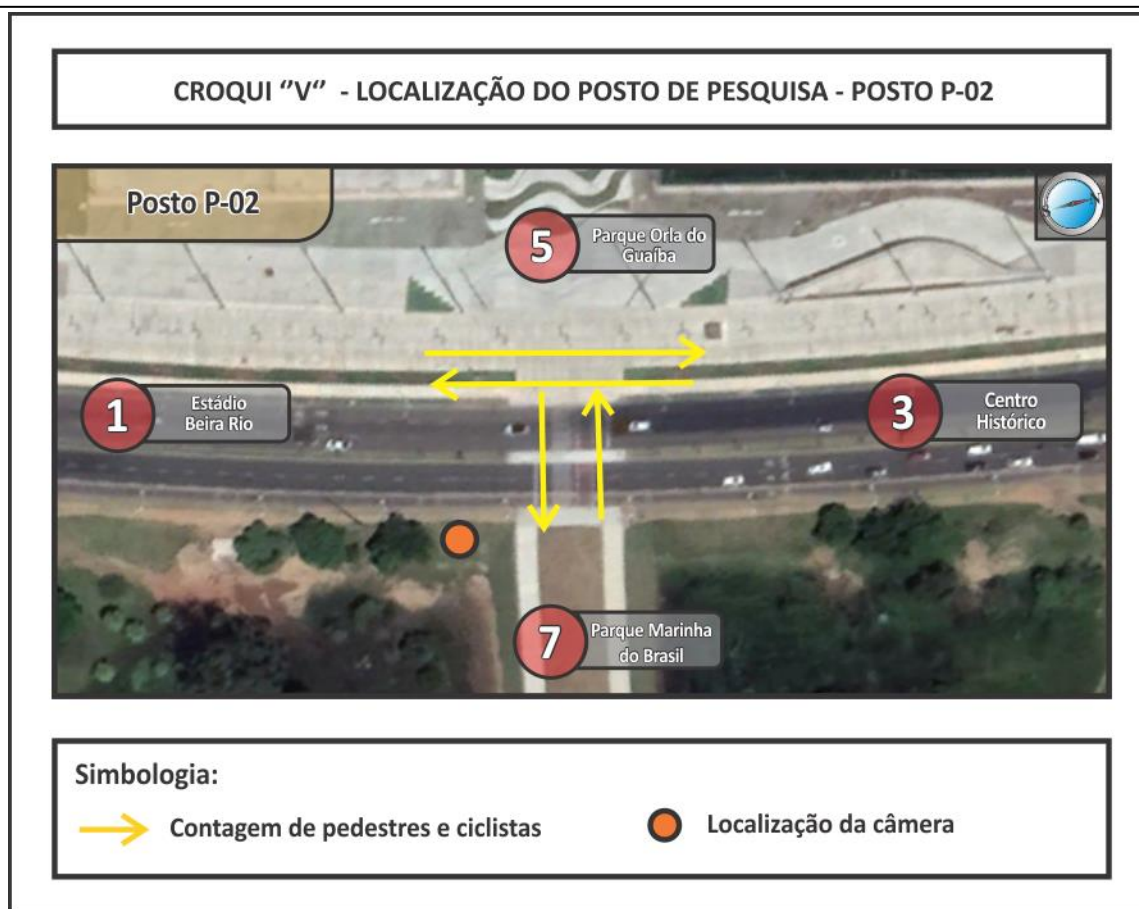 CROQUI ‘’V’’ - LOCALIZAÇÃO DO POSTO DE PESQUISA - POSTO P-02
Posto P-02
5
Parque Orla do
Guaíba
1
Estádio
Beira Rio
3
Centro
Histórico
7
Parque Marinha
do Brasil
Simbologia:
Contagem de pedestres e ciclistas
Localização da câmera